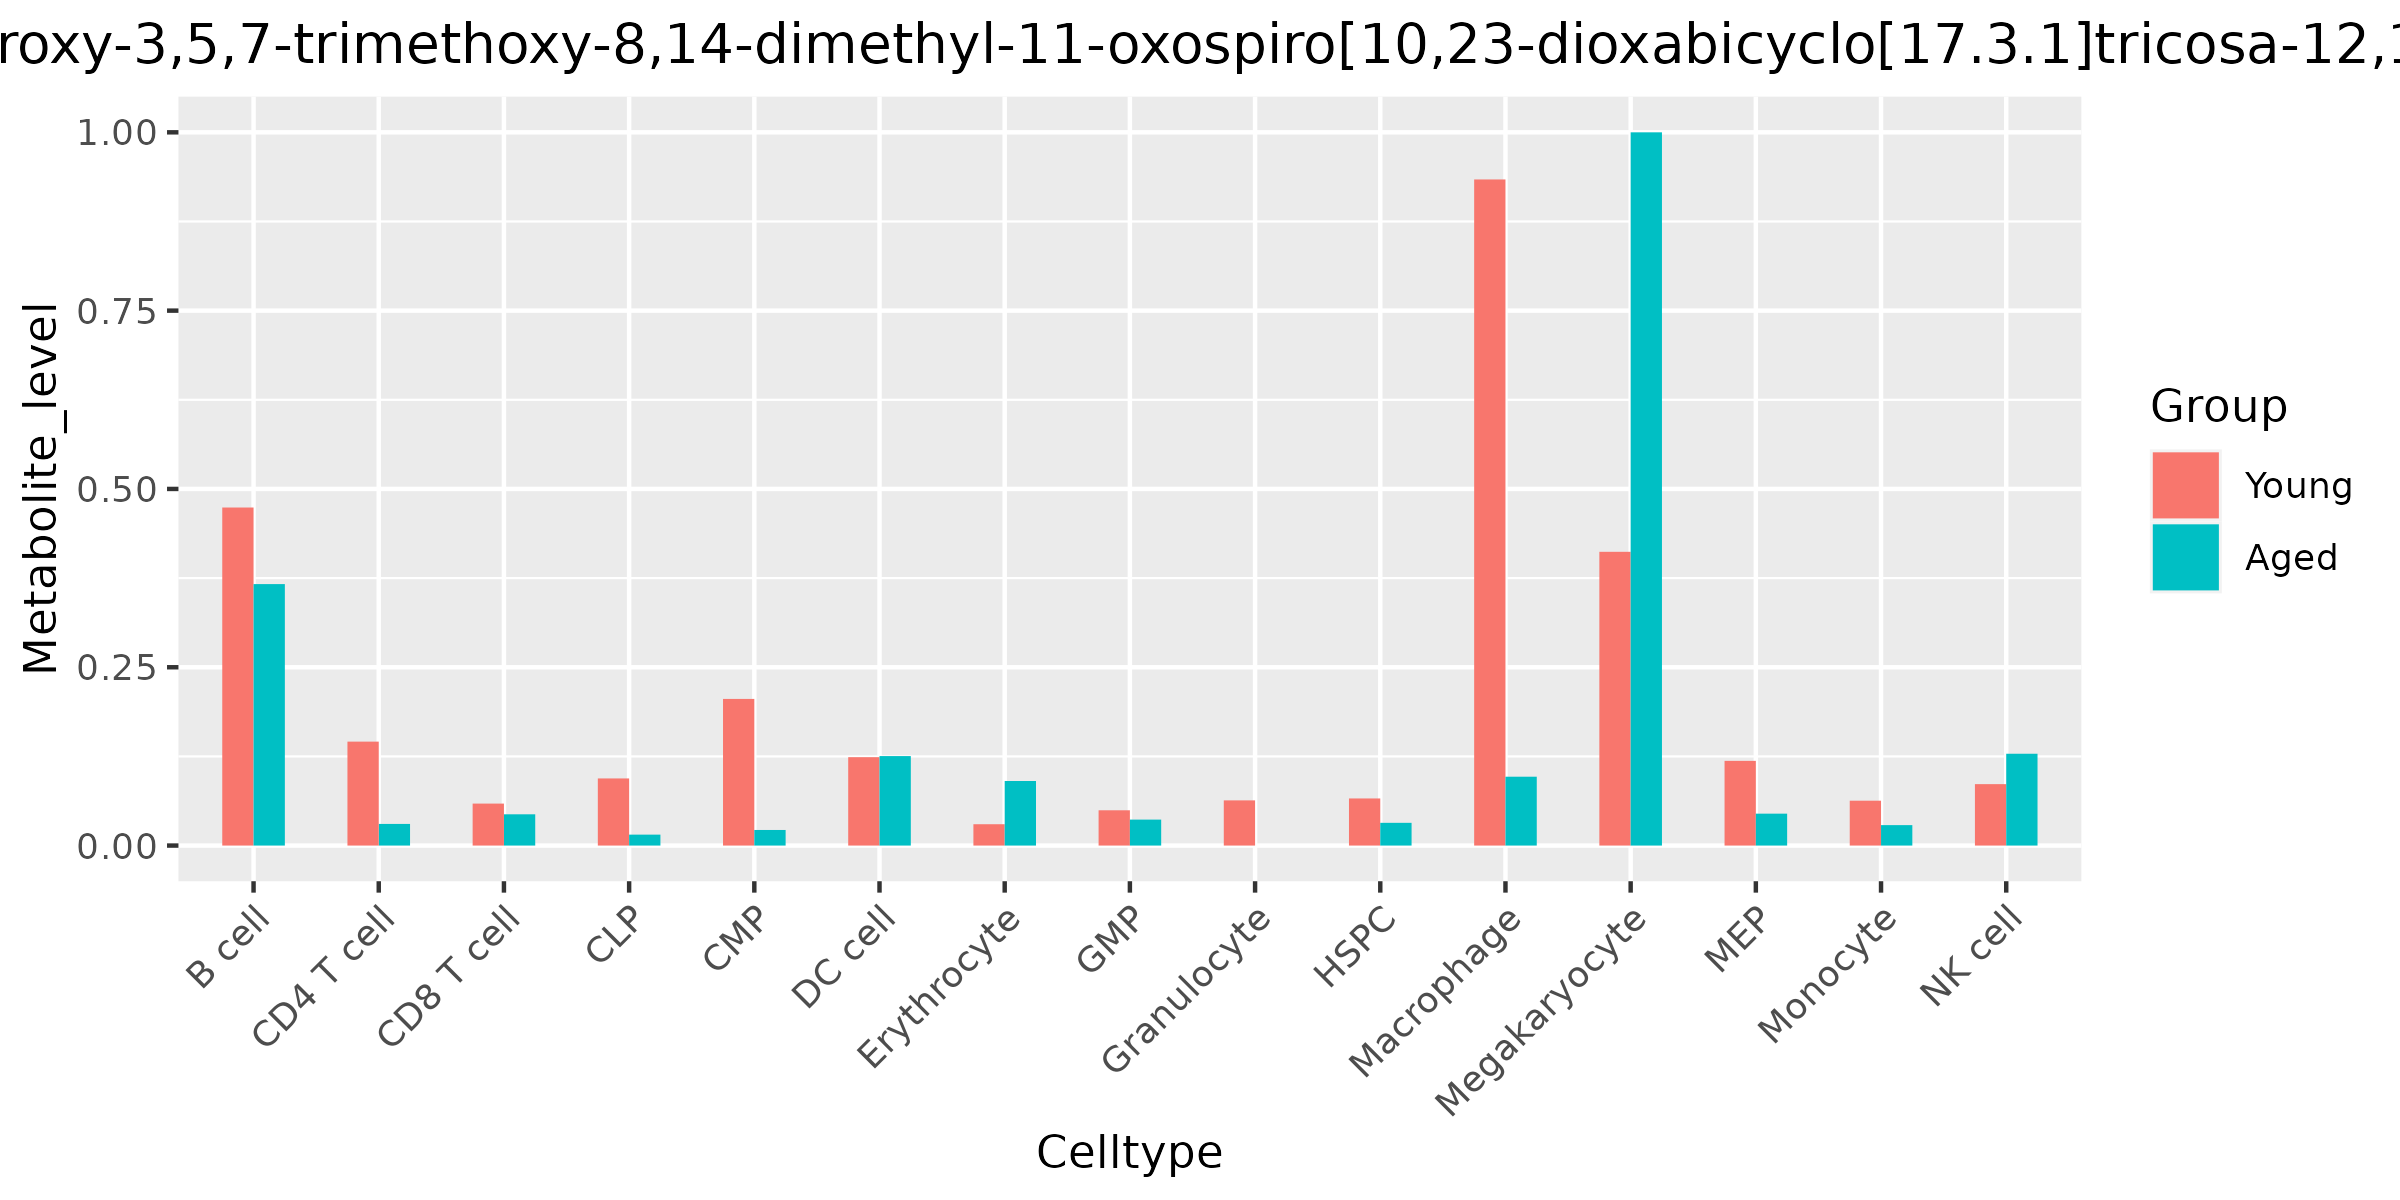 roxy-3,5,7-trimethoxy-8,14-dimethyl-11-oxospiro[10,23-dioxabicyclo[17.3.1]tricosa-12,1
Metabolite_level
1.00
0.75
0.50
0.25
0.00
B cell
CD4 T cell
CD8 T cell
CLP
CMP
DC cell
Erythrocyte
GMP
Granulocyte
HSPC
Macrophage
Megakaryocyte
MEP
Monocyte
NK cell
Celltype
Group
Young
Aged